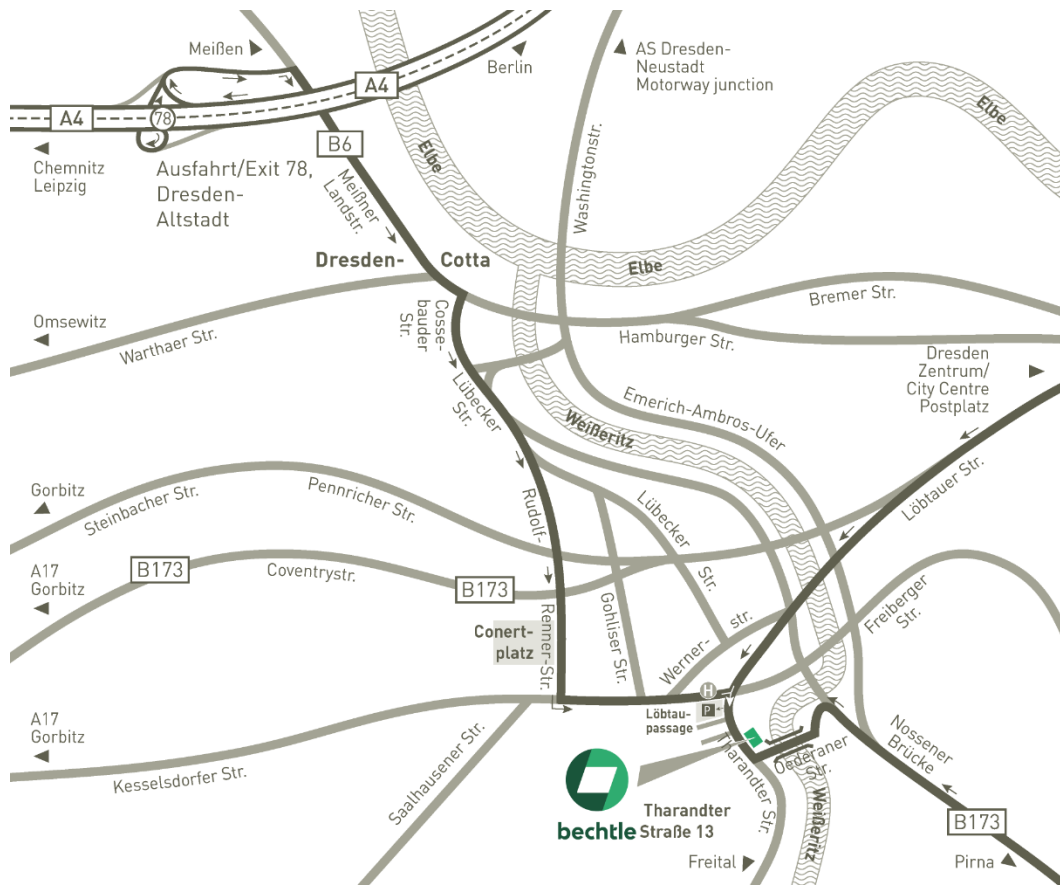 Meißen
Berlin
AS Dresden-
Neustadt
Motorway junction
A4
A4
78
Chemnitz
Leipzig
Ausfahrt/Exit 78,
Dresden-
Altstadt
B6
Meißner
Landstr.
Elbe
Elbe
Elbe
Washingtonstr.
Dresden-Cotta
Omsewitz
Warthaer Str.
Cosse-
bauder
Str.
Lübecker
Str.
Hamburger Str.
Bremer Str.
Dresden
Zentrum/
City Centre
Postplatz
Emerich-Ambros-Ufer
Weißeritz
Löbtauer Str.
Gorbitz
Steinbacher Str.
Pennricher Str.
Rudolf-
Renner-Str.
Lübecker
Str.
A17
Gorbitz
B173
Coventrystr.
B173
Gohliser Str.
Werner-
str.
Freiberger
Str.
Conert-
platz
A17
Gorbitz
Kesselsdorfer Str.
Saalhausener Str.
H
P
Löbtau-
passage
Tharandter Str.
Oederaner
Str.
Nossener
Brücke
Weißeritz
B173
Pirna
Freital
bechtle
Tharandter
Straße 13